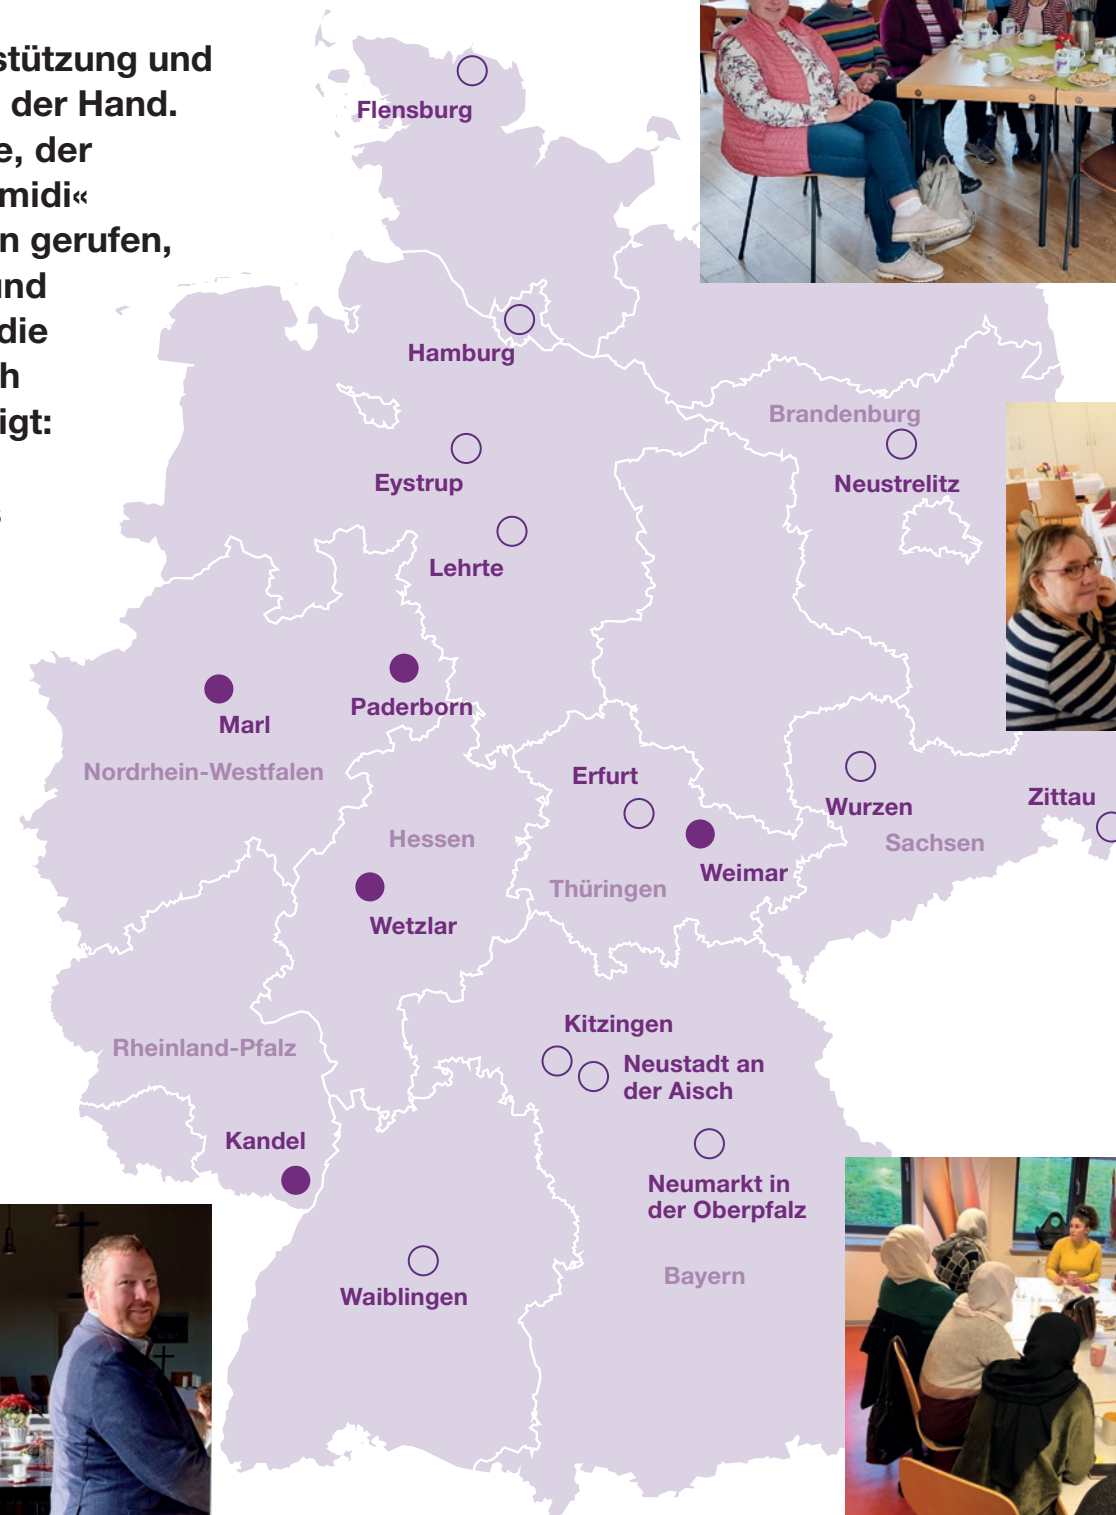 stützung und
der Hand.
e, der
midi«
n gerufen,
und
die
h
igt:
s
Flensburg
Hamburg
Brandenburg
Eystrup
Neustrelitz
Lehrte
Marl
Paderborn
Nordrhein-Westfalen
Erfurt
Zittau
Wurzen
Hessen
Sachsen
Weimar
Thüringen
Wetzlar
Kitzingen
Rheinland-Pfalz
Neustadt an
der Aisch
Kandel
Neumarkt in
der Oberpfalz
Bayern
Waiblingen